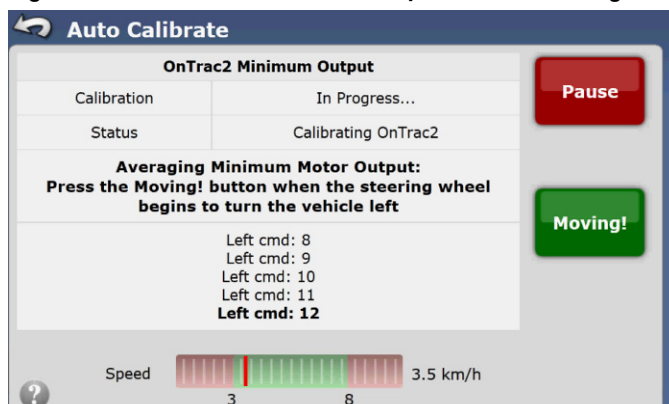 Auto Calibrate
OnTrac2 Minimum Output
Calibration In Progress...
Status Calibrating OnTrac2
Averaging Minimum Motor Output:
Press the Moving! button when the steering wheel
begins to turn the vehicle left
Left cmd: 8
Left cmd: 9
Left cmd: 10
Left cmd: 11
Left cmd: 12
Pause
Moving!
Speed 3.5 km/h
3 8
?